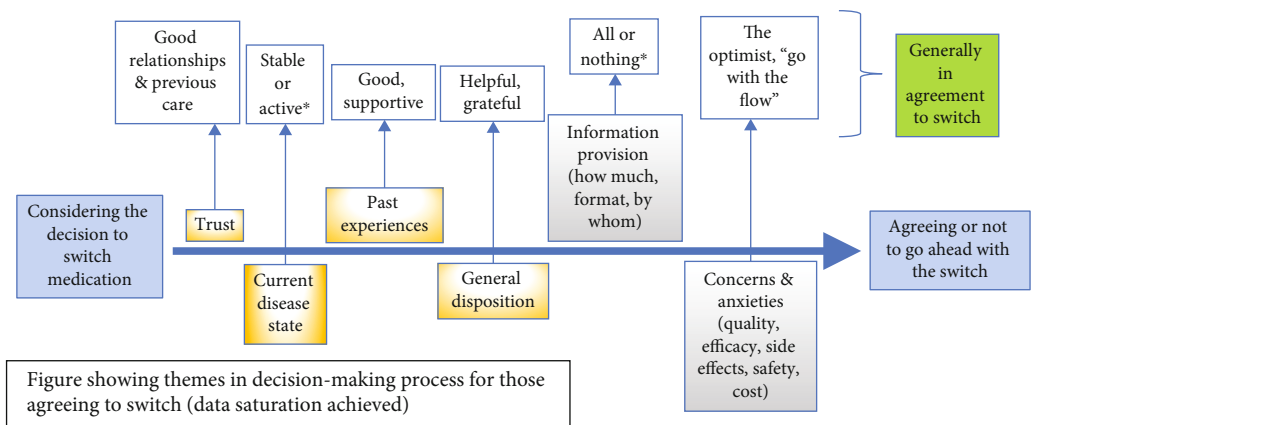 Good
relationships
& previous
care
Stable
or
active*
Good,
supportive
Helpful,
grateful
All or
nothing*
The
optimist, “go
with the
flow”
Generally
in
agreement
to switch
Considering the
decision to
switch
medication
Trust
Current
disease
state
Past
experiences
General
disposition
Information
provision
(how much,
format, by
whom)
Concerns &
anxieties
(quality,
efficacy, side
effects, safety,
cost)
Agreeing or not
to go ahead with
the switch
Figure showing themes in decision-making process for those
agreeing to switch (data saturation achieved)